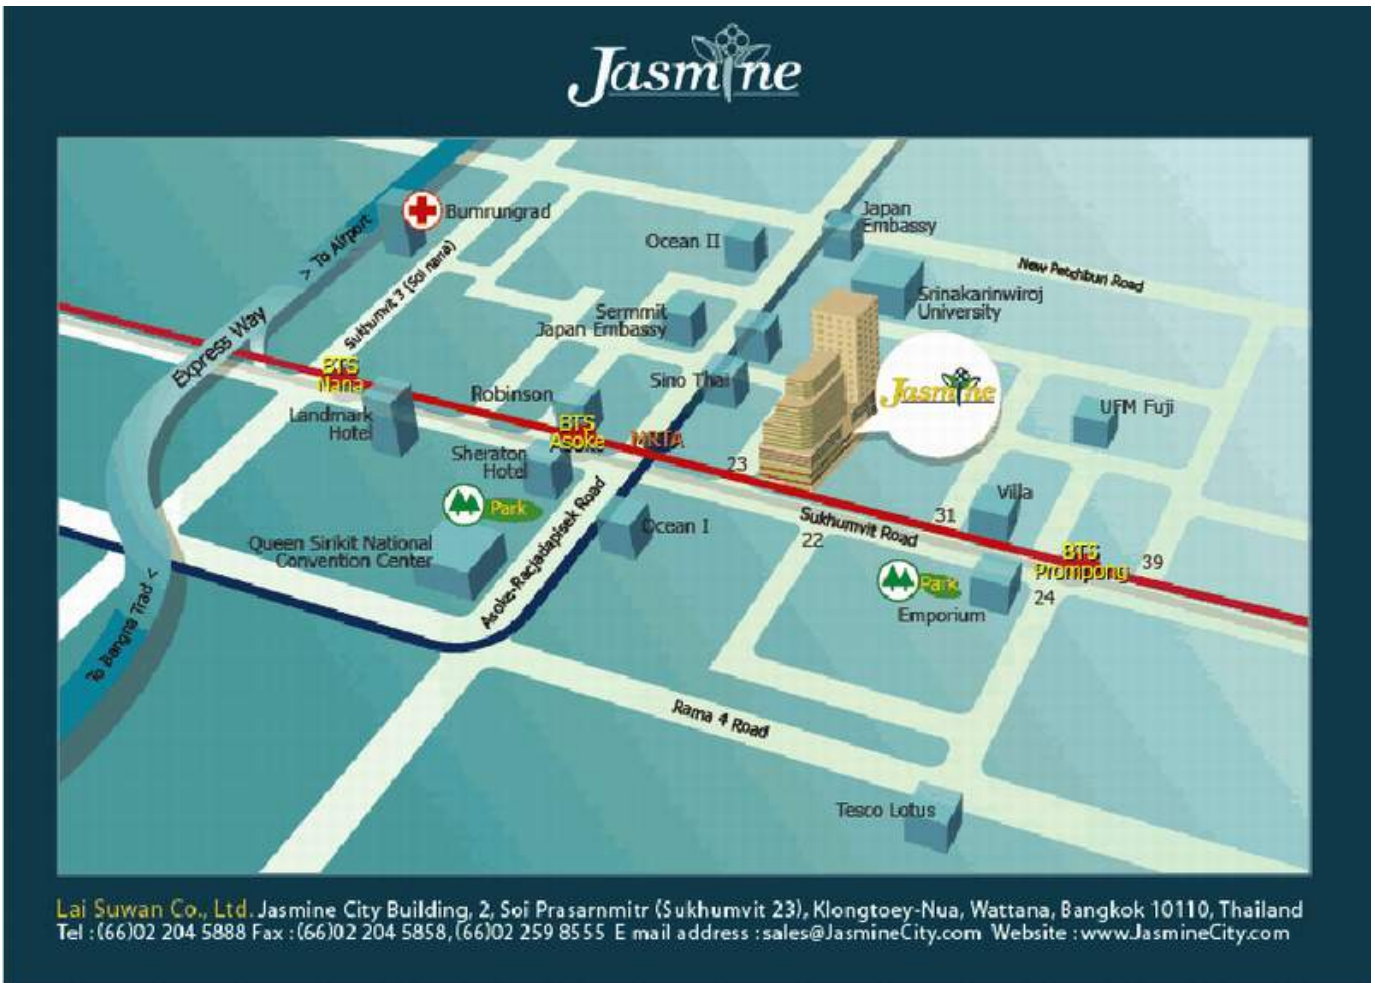 Jasmine
Bumrungrad
> To Airport
Sukhumvit 3 (Soi nana)
Express Way
Japan
Embassy
Ocean II
New Petchburi Road
Srinakarinwiroj
University
Sermmit
Japan Embassy
Sino Thai
Jasmine
BTS
Nana
Landmark
Hotel
Robinson
BTS
Asoke
MRTA
UFM Fuji
Sheraton
Hotel
23
Park
Villa
31
Sukhumvit Road
22
Ocean I
Asoke-Racjadapisek Road
Queen Sirikit National
Convention Center
BTS
Prompong
39
24
Park
Emporium
To Bangna Trad <
Rama 4 Road
Tesco Lotus
Lai Suwan Co., Ltd. Jasmine City Building, 2, Soi Prasarnmitr (Sukhumvit 23), Klongtoey-Nua, Wattana, Bangkok 10110, Thailand
Tel : (66)02 204 5888 Fax : (66)02 204 5858, (66)02 259 8555 E mail address : sales@JasmineCity.com Website : www.JasmineCity.com